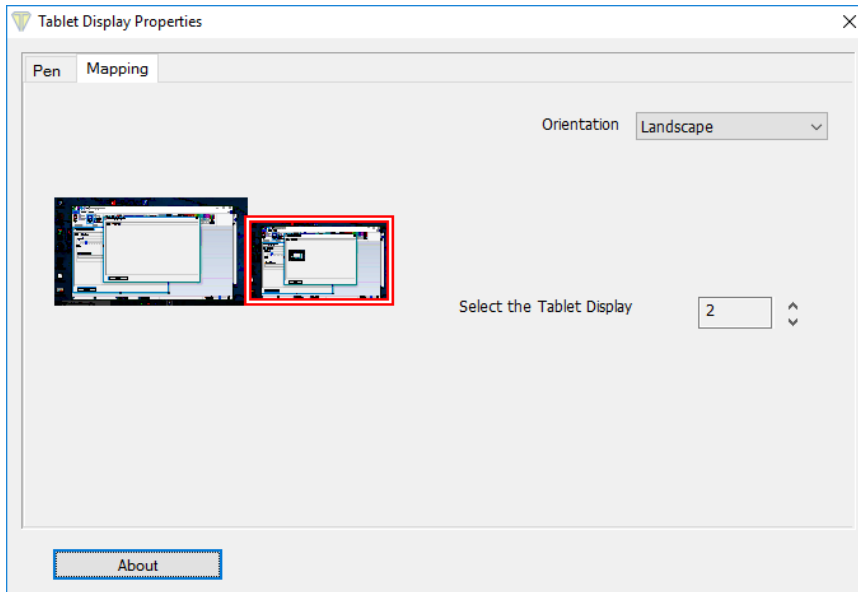 Tablet Display Properties
Pen
Mapping
Orientation
Landscape
Select the Tablet Display
2
About